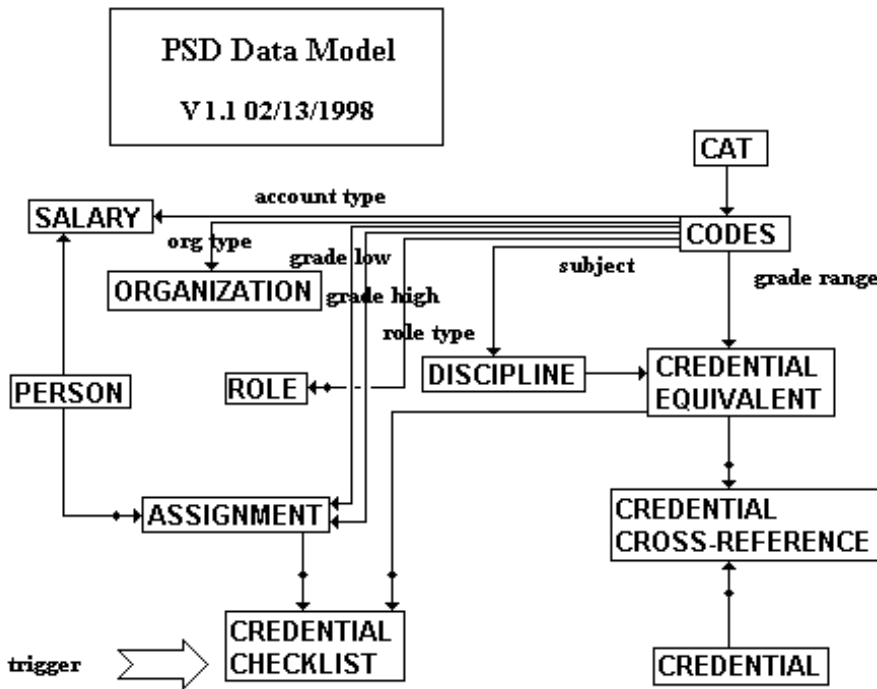 PSD Data Model
V 1.1 02/13/1998
CAT
account type
SALARY
CODES
org type
grade low
subject
grade range
ORGANIZATION
grade high
role type
PERSON
ROLE
DISCIPLINE
CREDENTIAL
EQUIVALENT
ASSIGNMENT
CREDENTIAL
CROSS-REFERENCE
CREDENTIAL
CHECKLIST
trigger
CREDENTIAL